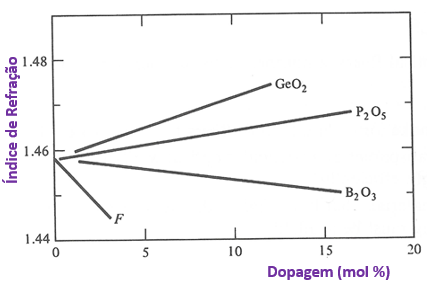 Índice de Refração
1.48
1.46
1.44
GeO₂
P₂O₅
B₂O₃
F
0
5
10
15
20
Dopagem (mol %)